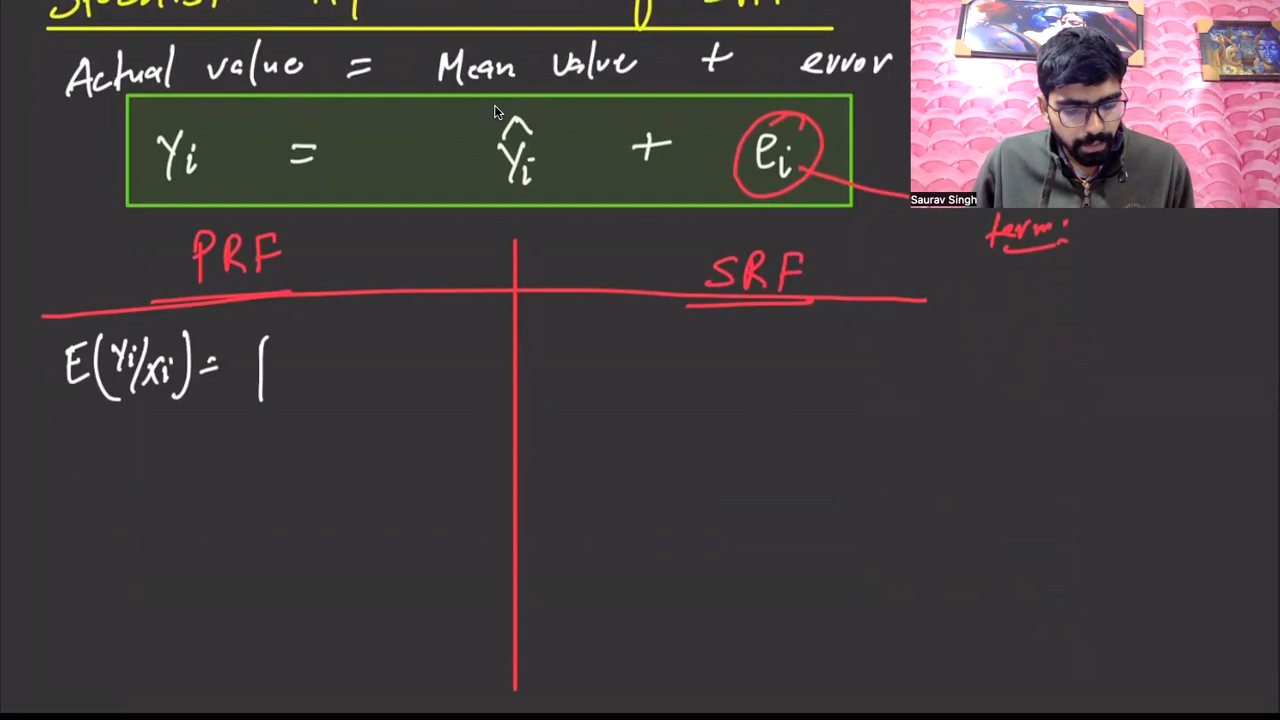 Actual value = Mean value + error
Yi = Ŷi + ei
Saurav Singh
term:
PRF
SRF
E(Yi/Xi) = (